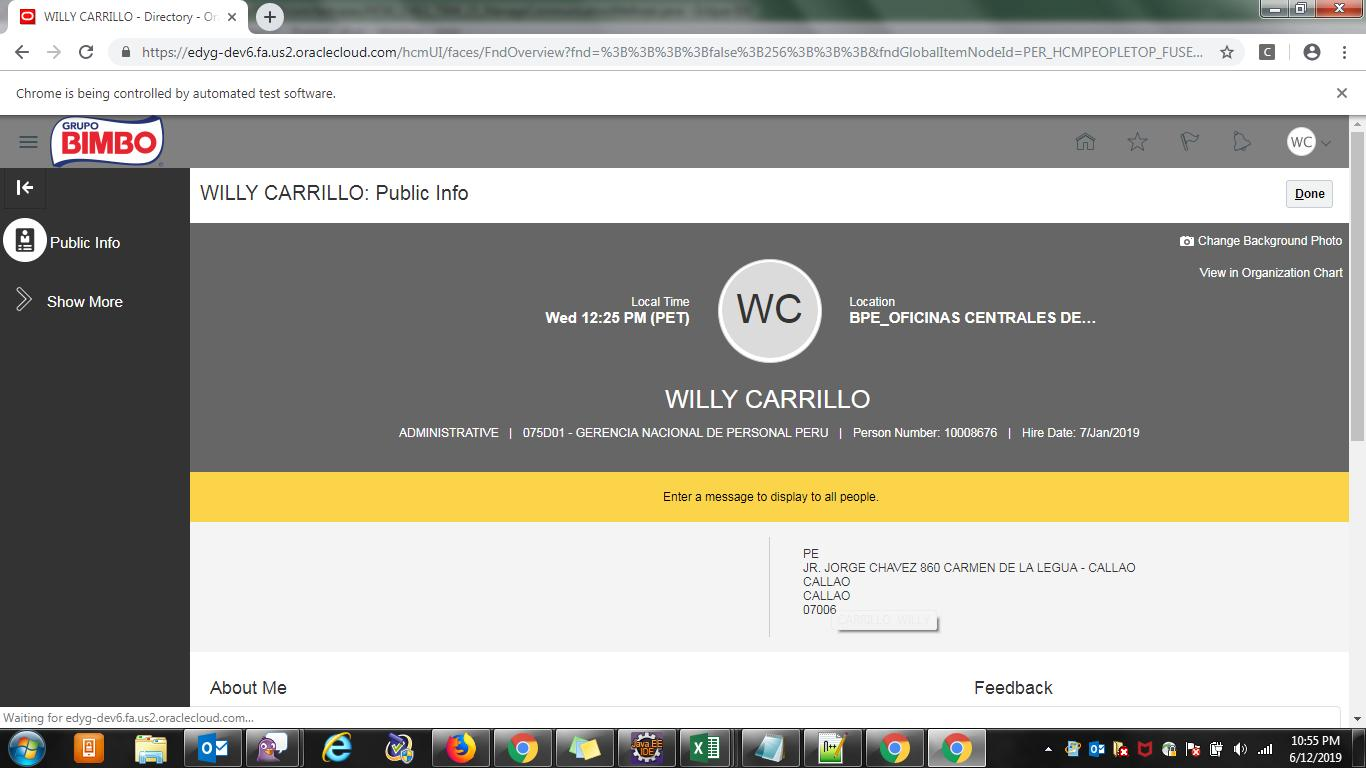 WILLY CARRILLO - Directory - Or
https://edyg-dev6.fa.us2.oraclecloud.com/hcmUI/faces/FndOverview?fnd=%3B%3B%3B%3Bfalse%3B256%3B%3B%3B&fndGlobalItemNodeId=PER_HCMPEOPLETOP_FUSE...
C
Chrome is being controlled by automated test software.
GRUPO
BIMBO
WC
WILLY CARRILLO: Public Info
Done
Public Info
Show More
Change Background Photo
View in Organization Chart
Local Time
Wed 12:25 PM (PET)
WC
Location
BPE_OFICINAS CENTRALES DE...
WILLY CARRILLO
ADMINISTRATIVE | 075D01 - GERENCIA NACIONAL DE PERSONAL PERU | Person Number: 10008676 | Hire Date: 7/Jan/2019
Enter a message to display to all people.
PE
JR. JORGE CHAVEZ 860 CARMEN DE LA LEGUA - CALLAO
CALLAO
CALLAO
07006
CARRILLO, WILLY
About Me
Feedback
Waiting for edyg-dev6.fa.us2.oraclecloud.com...
Java EE
IDE
10:55 PM
6/12/2019